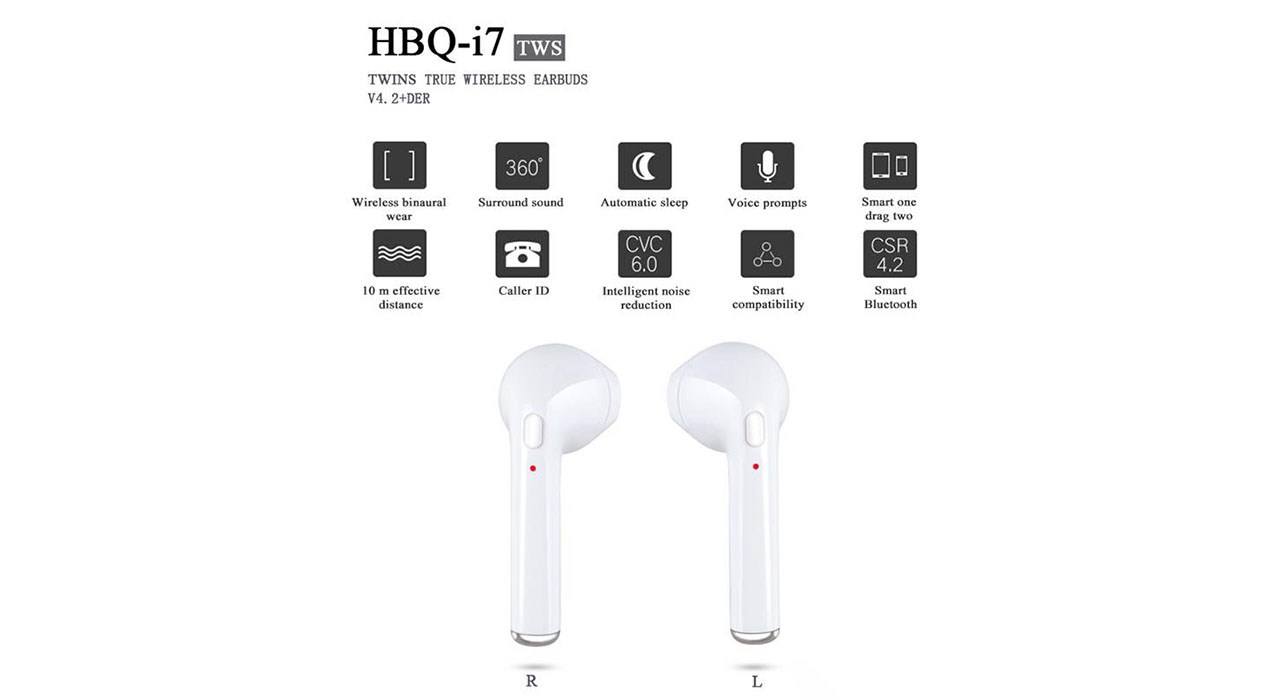 HBQ-i7 TWS
TWINS TRUE WIRELESS EARBUDS
V4.2+DER
[ ]
360°
Wireless binaural
wear
Surround sound
Automatic sleep
Voice prompts
Smart one
drag two
CVC
6.0
CSR
4.2
10 m effective
distance
Caller ID
Intelligent noise
reduction
Smart
compatibility
Smart
Bluetooth
R
L